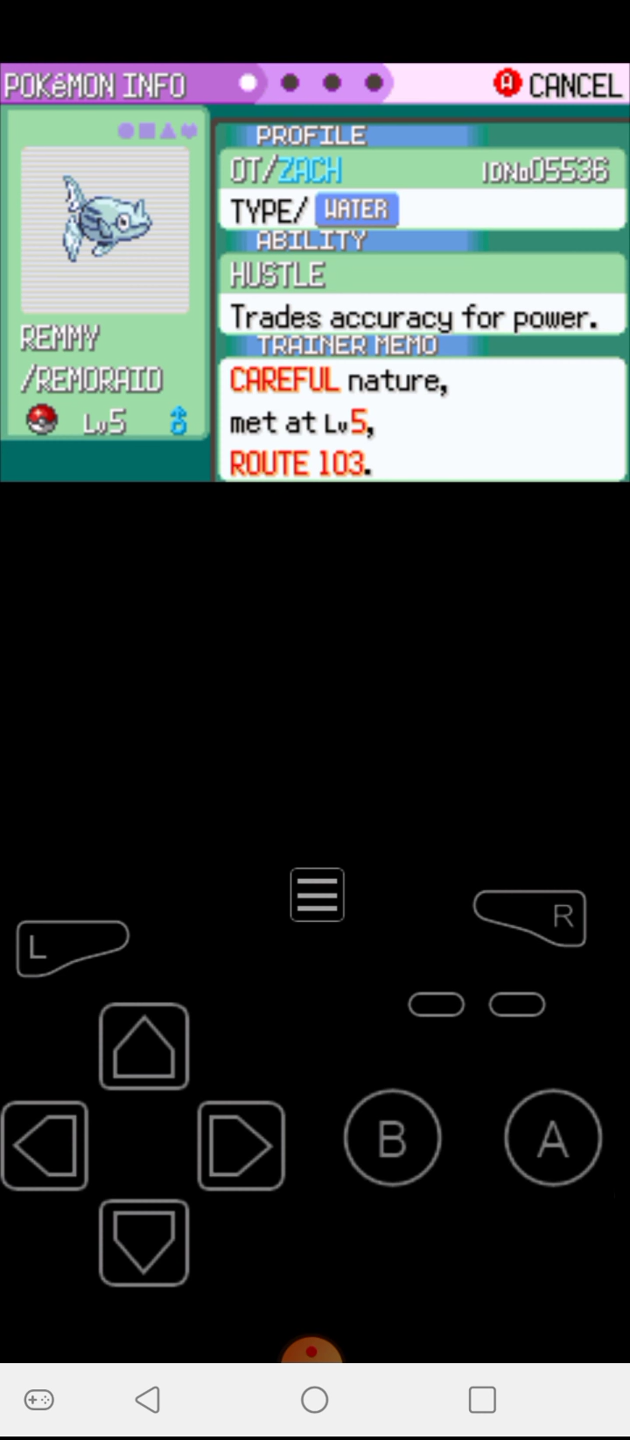 POKéMON INFO
A CANCEL
PROFILE
OT/ZACH IDNo05536
TYPE/ WATER
ABILITY
HUSTLE
Trades accuracy for power.
TRAINER MEMO
CAREFUL nature,
met at Lv5,
ROUTE 103.
REMMY
/REMORAID
Lv5 ♂
L
R
B
A